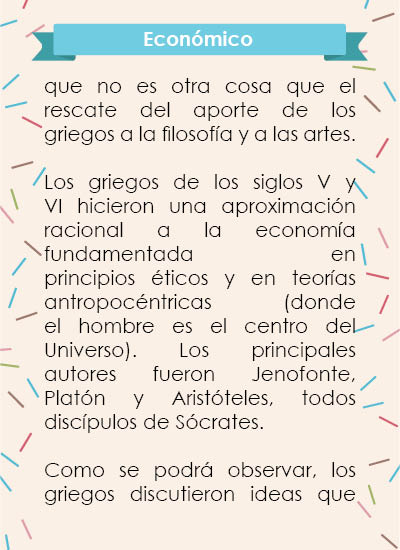 Económico
que no es otra cosa que el
rescate del aporte de los
griegos a la filosofía y a las artes.
Los griegos de los siglos V y
VI hicieron una aproximación
racional a la economía
fundamentada en
principios éticos y en teorías
antropocéntricas (donde
el hombre es el centro del
Universo). Los principales
autores fueron Jenofonte,
Platón y Aristóteles, todos
discípulos de Sócrates.
Como se podrá observar, los
griegos discutieron ideas que